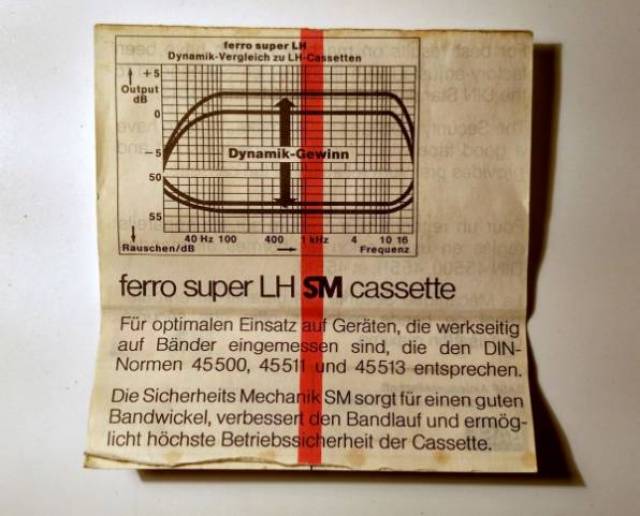 ferro super LH
Dynamik-Vergleich zu LH-Cassetten
+5
Output
dB
0
Dynamik-Gewinn
-5
50
55
40 Hz 100 400 1 kHz 4 10 16
Rauschen/dB Frequenz
ferro super LH SM cassette
Für optimalen Einsatz auf Geräten, die werkseitig
auf Bänder eingemessen sind, die den DIN-
Normen 45500, 45511 und 45513 entsprechen.
Die Sicherheits Mechanik SM sorgt für einen guten
Bandwickel, verbessert den Bandlauf und ermög-
licht höchste Betriebssicherheit der Cassette.